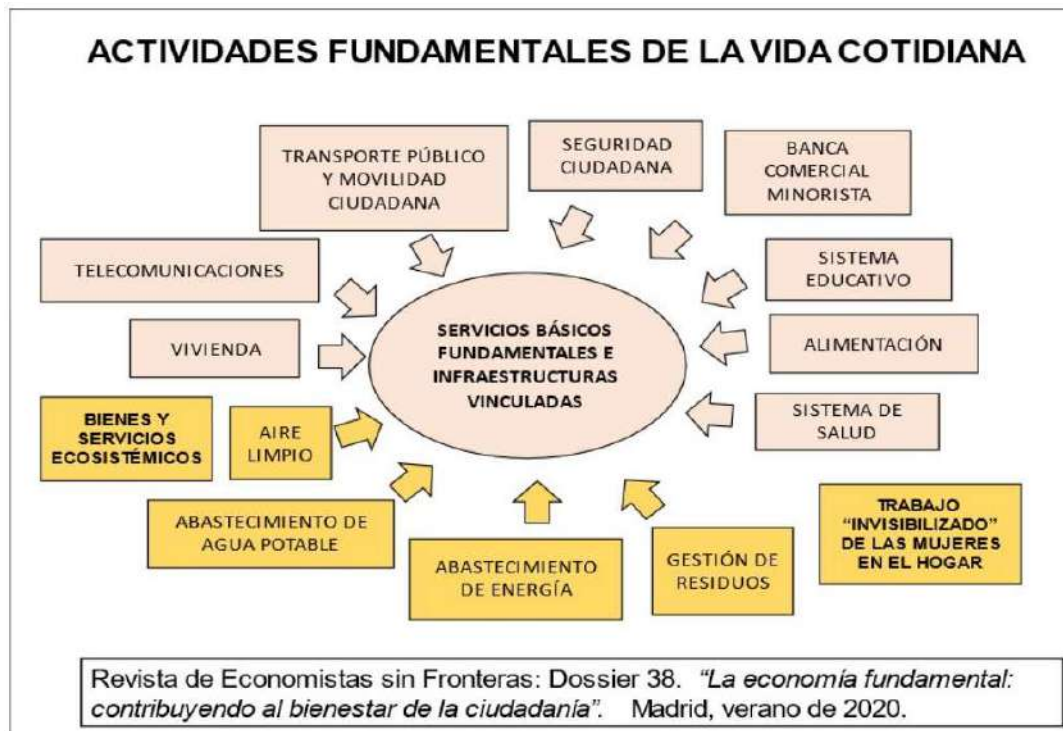 ACTIVIDADES FUNDAMENTALES DE LA VIDA COTIDIANA
TRANSPORTE PÚBLICO
Y MOVILIDAD
CIUDADANA
SEGURIDAD
CIUDADANA
BANCA
COMERCIAL
MINORISTA
TELECOMUNICACIONES
SISTEMA
EDUCATIVO
VIVIENDA
SERVICIOS BÁSICOS
FUNDAMENTALES E
INFRAESTRUCTURAS
VINCULADAS
ALIMENTACIÓN
BIENES Y
SERVICIOS
ECOSISTÉMICOS
AIRE
LIMPIO
SISTEMA DE
SALUD
ABASTECIMIENTO DE
AGUA POTABLE
ABASTECIMIENTO
DE ENERGÍA
GESTIÓN DE
RESIDUOS
TRABAJO
“INVISIBILIZADO”
DE LAS MUJERES
EN EL HOGAR
Revista de Economistas sin Fronteras: Dossier 38. “La economía fundamental:
contribuyendo al bienestar de la ciudadanía”. Madrid, verano de 2020.